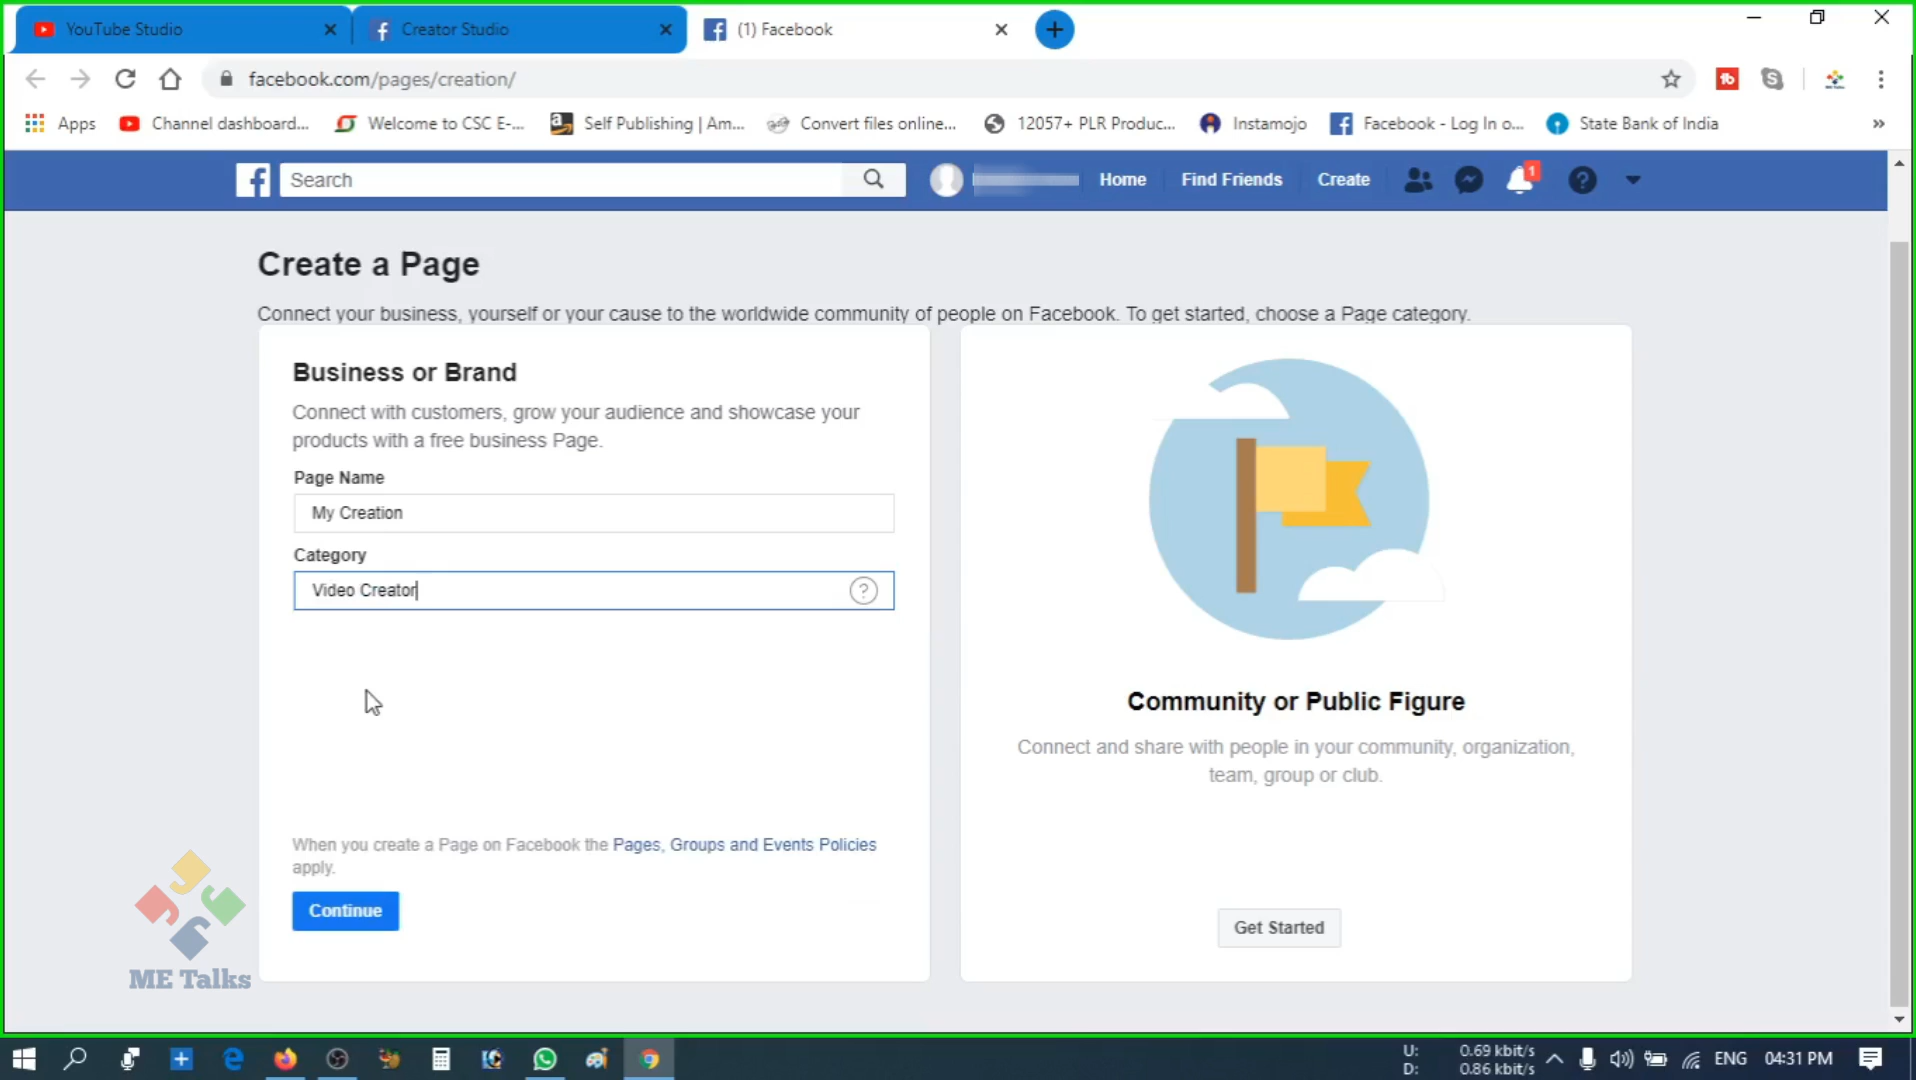 YouTube Studio
Creator Studio
(1) Facebook
facebook.com/pages/creation/
Apps
Channel dashboard...
Welcome to CSC E-...
Self Publishing | Am...
Convert files online...
12057+ PLR Produc...
Instamojo
Facebook - Log In o...
State Bank of India
Search
Home
Find Friends
Create
1
Create a Page
Connect your business, yourself or your cause to the worldwide community of people on Facebook. To get started, choose a Page category.
Business or Brand
Connect with customers, grow your audience and showcase your
products with a free business Page.
Page Name
My Creation
Category
Video Creator
When you create a Page on Facebook the Pages, Groups and Events Policies
apply.
Continue
Community or Public Figure
Connect and share with people in your community, organization,
team, group or club.
Get Started
ME Talks
U: 0.69 kbit/s
D: 0.86 kbit/s
ENG
04:31 PM